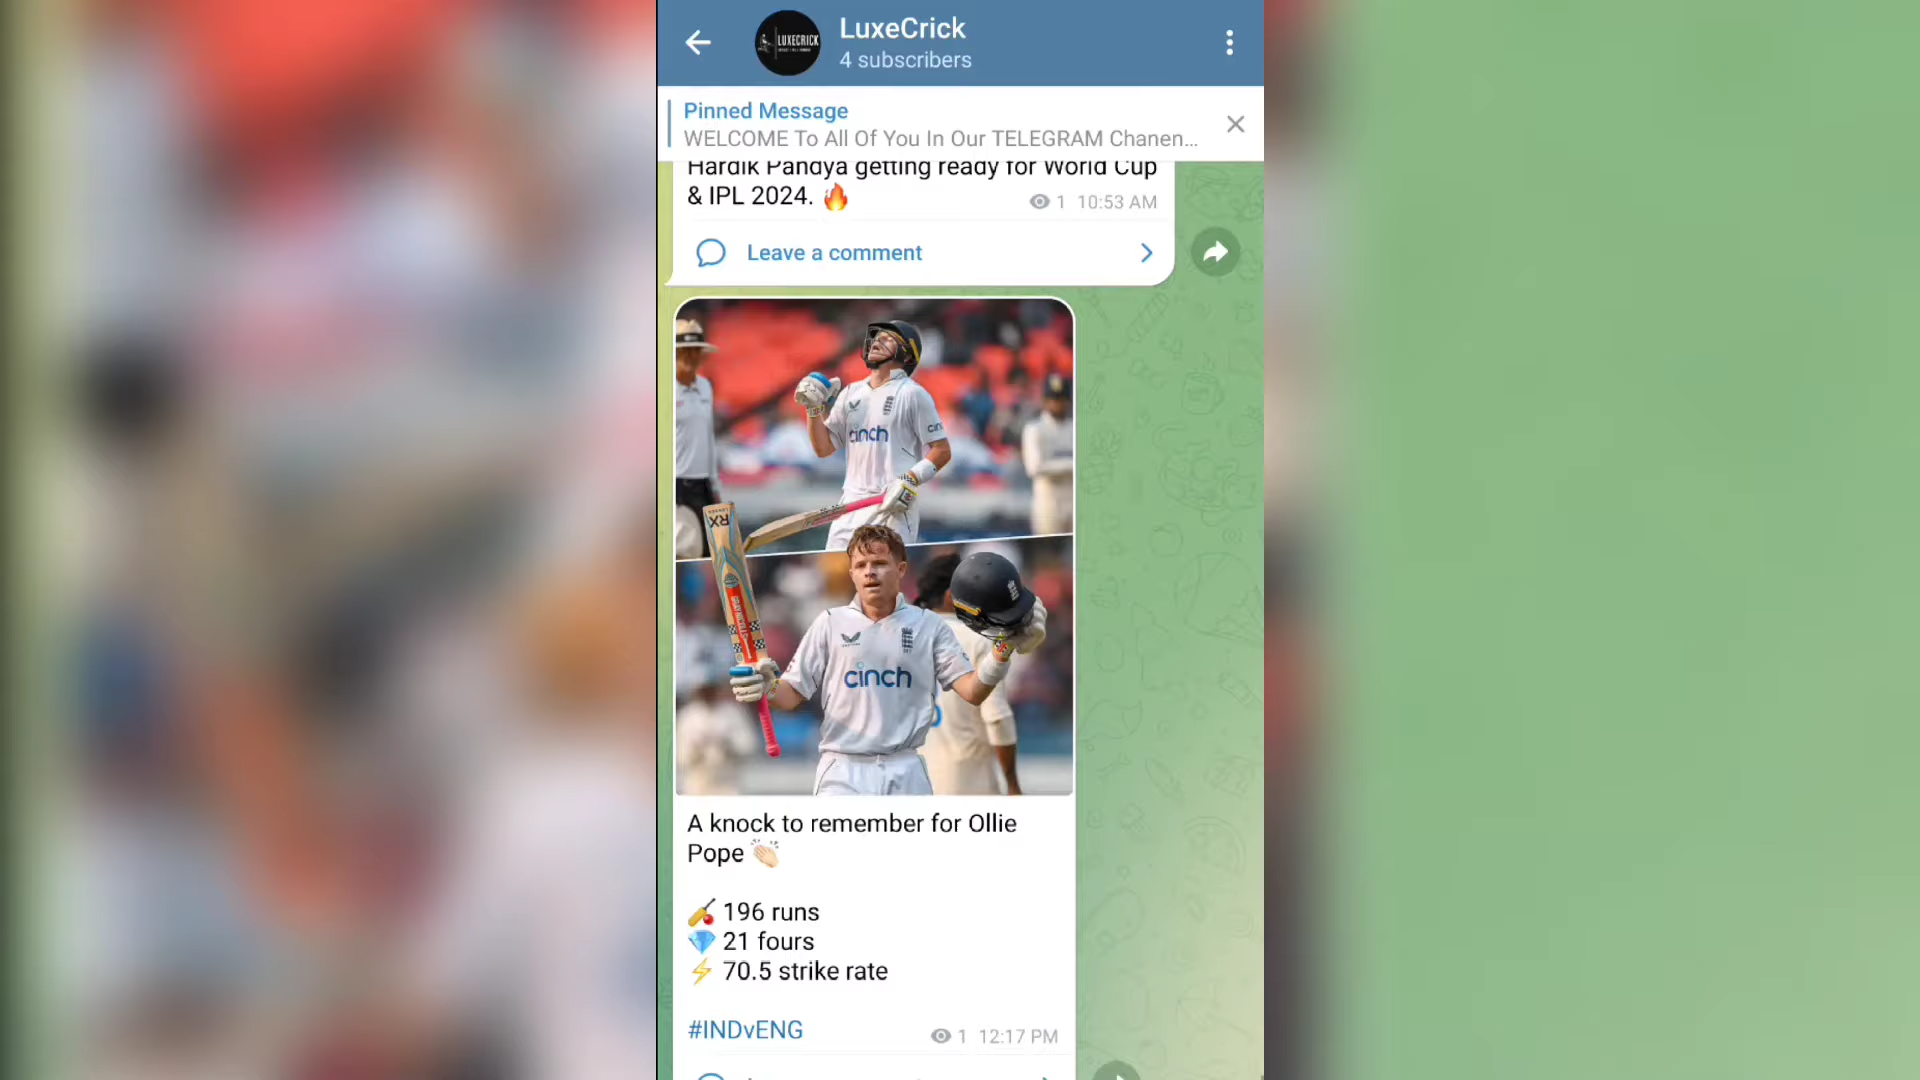 LuxeCrick
4 subscribers
LUXECRICK
Pinned Message
WELCOME To All Of You In Our TELEGRAM Chanen...
Hardik Pandya getting ready for World Cup
& IPL 2024. 🔥
1 10:53 AM
Leave a comment
cinch
RX
cinch
A knock to remember for Ollie
Pope 👏🏻
🏏 196 runs
💎 21 fours
⚡ 70.5 strike rate
#INDvENG
1 12:17 PM